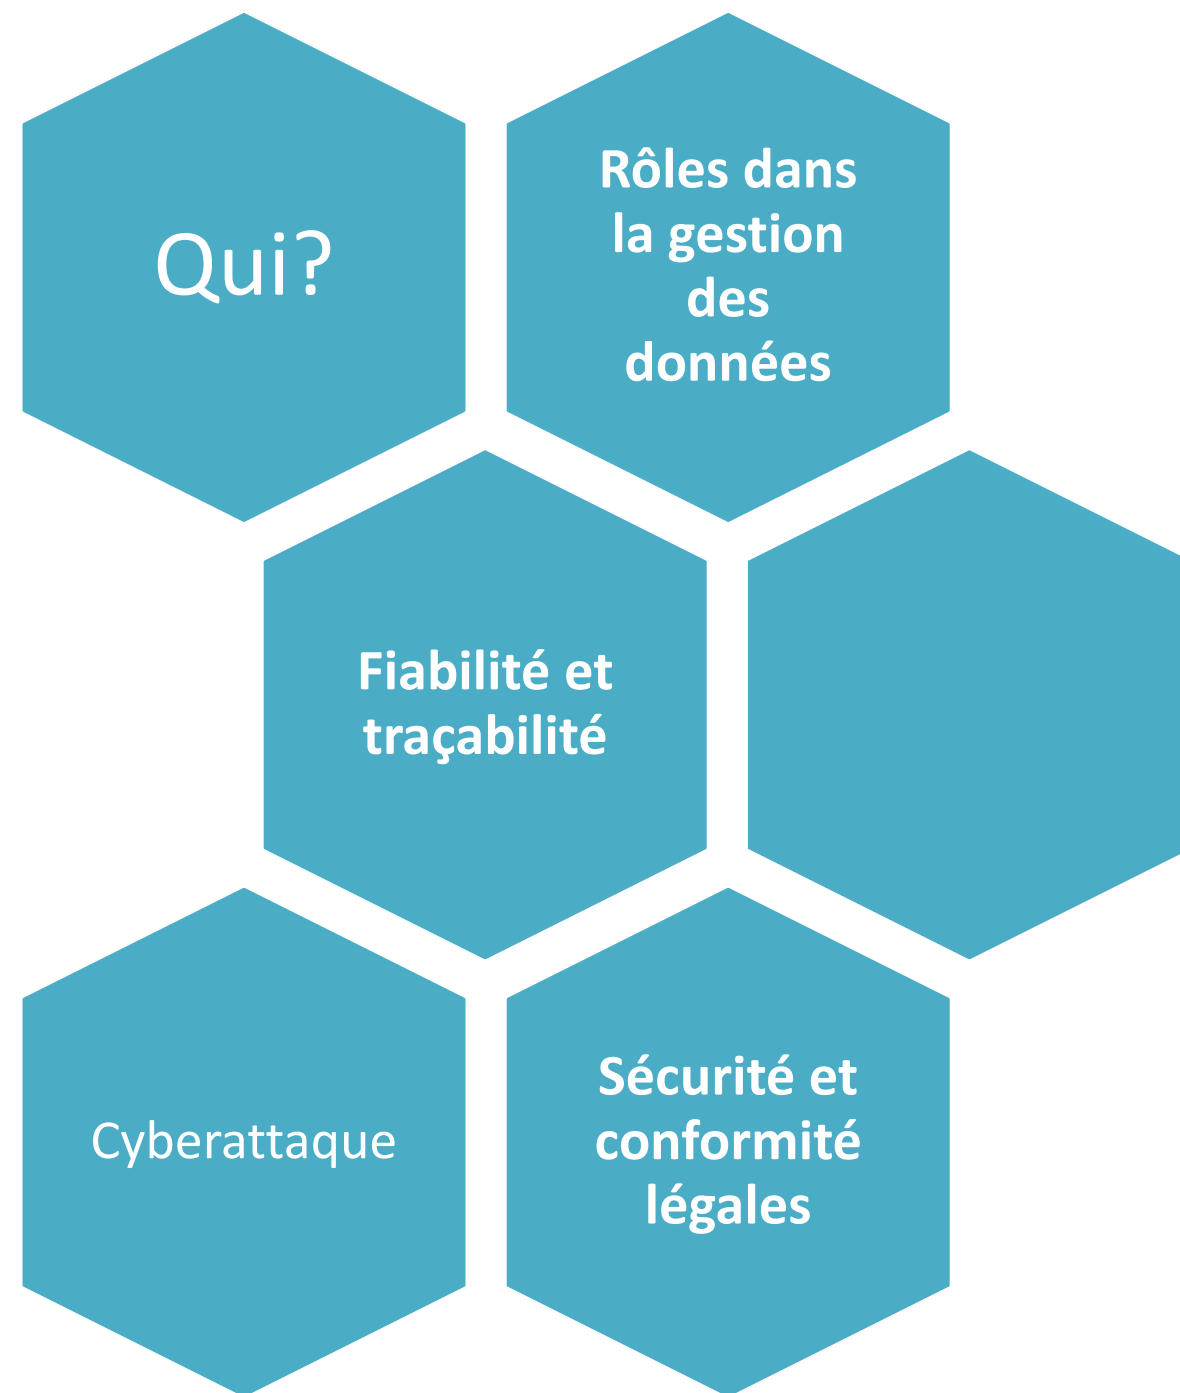 Qui?
Rôles dans
la gestion
des
données
Fiabilité et
traçabilité
Cyberattaque
Sécurité et
conformité
légales